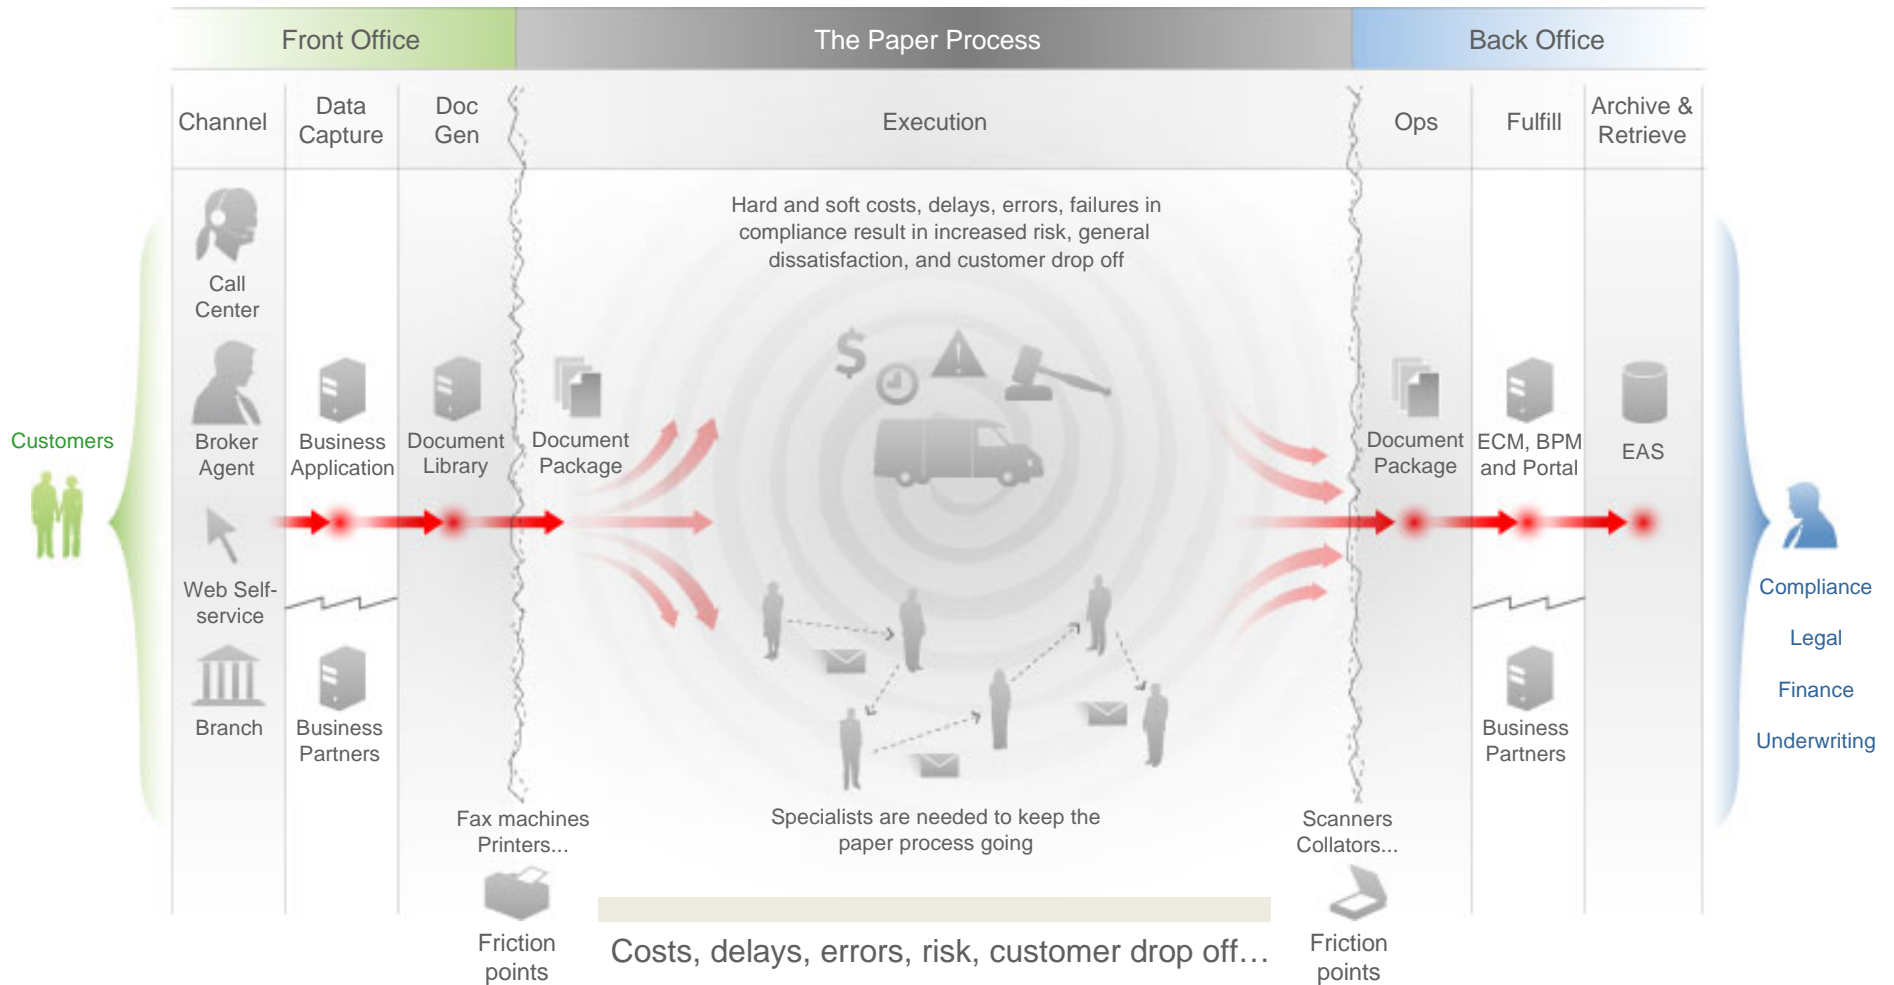 Front Office
The Paper Process
Back Office
Channel
Data
Capture
Doc
Gen
Execution
Ops
Fulfill
Archive &
Retrieve
Hard and soft costs, delays, errors, failures in
compliance result in increased risk, general
dissatisfaction, and customer drop off
Call
Center
$
Customers
Broker
Agent
Business
Application
Document
Library
Document
Package
Document
Package
ECM, BPM
and Portal
EAS
Web Self-
service
Branch
Business
Partners
Business
Partners
Compliance
Legal
Finance
Underwriting
Fax machines
Printers...
Specialists are needed to keep the
paper process going
Scanners
Collators...
Friction
points
Costs, delays, errors, risk, customer drop off…
Friction
points